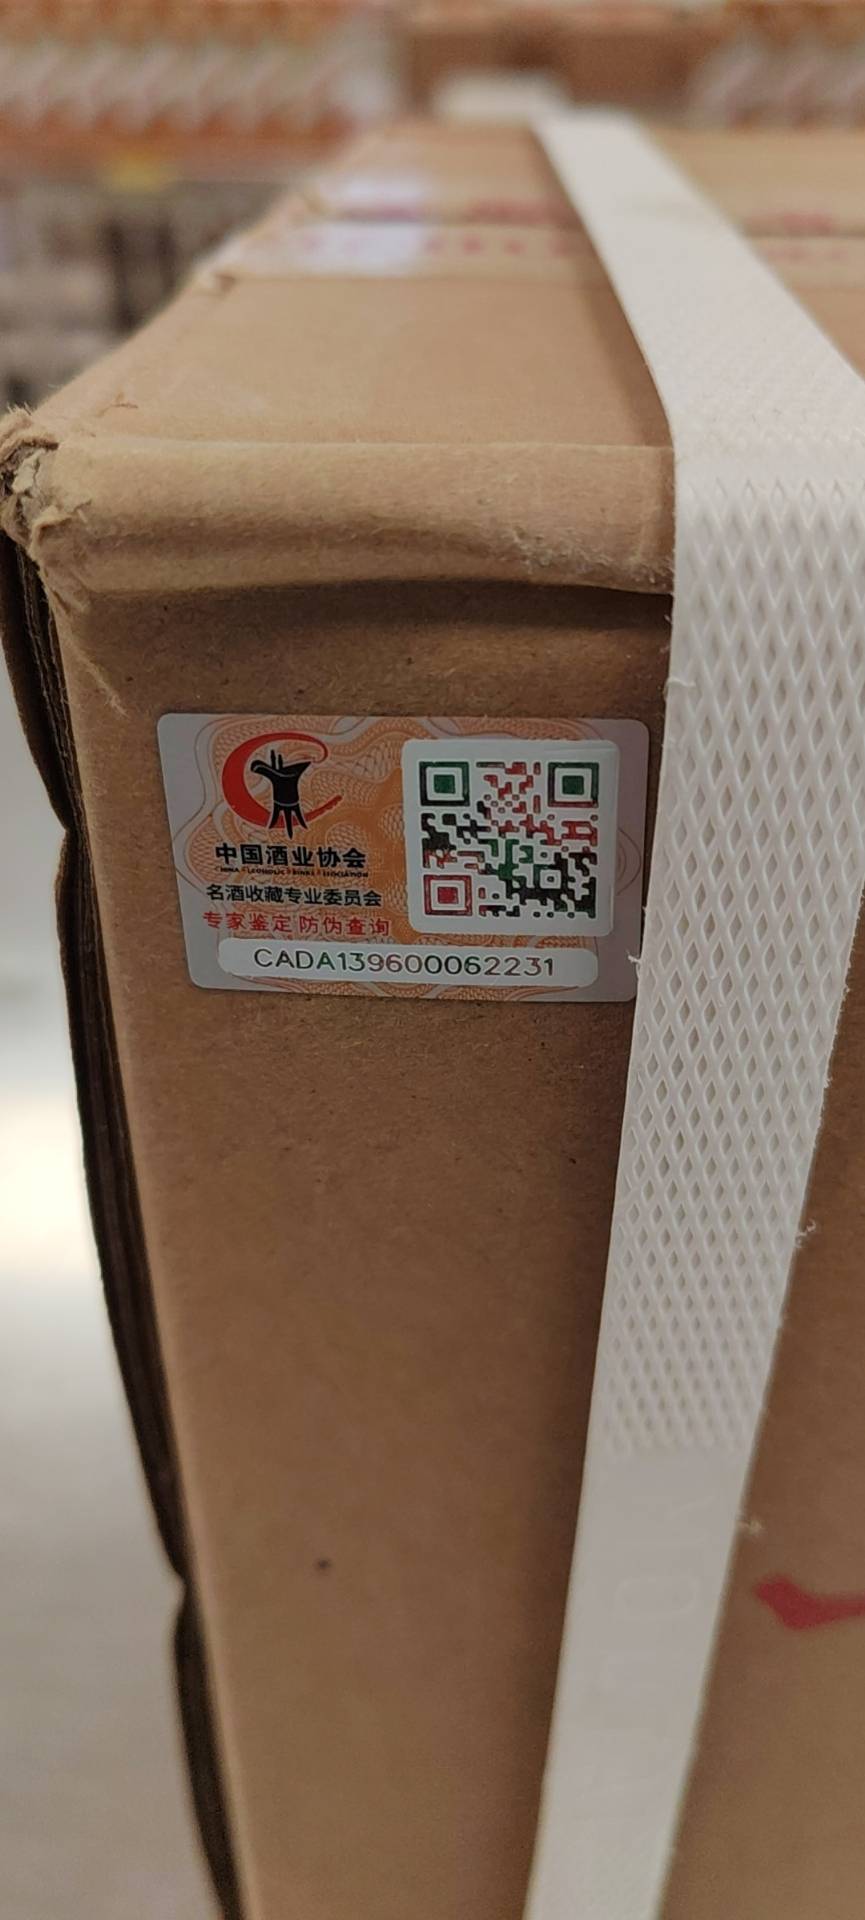 中国酒业协会
名酒收藏专业委员会
专家鉴定 防伪查询
CADA139600062231